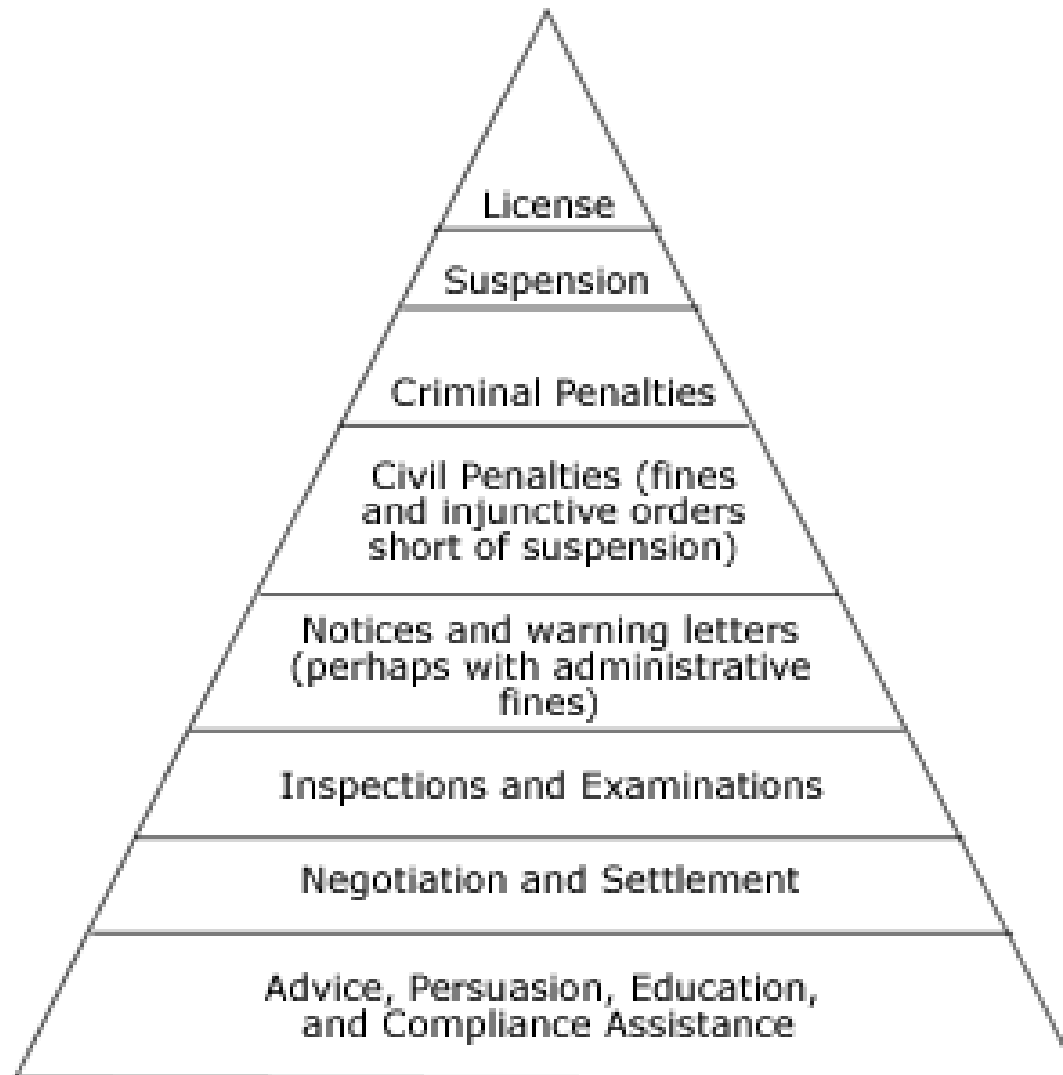 License
Suspension
Criminal Penalties
Civil Penalties (fines
and injunctive orders
short of suspension)
Notices and warning letters
(perhaps with administrative
fines)
Inspections and Examinations
Negotiation and Settlement
Advice, Persuasion, Education,
and Compliance Assistance